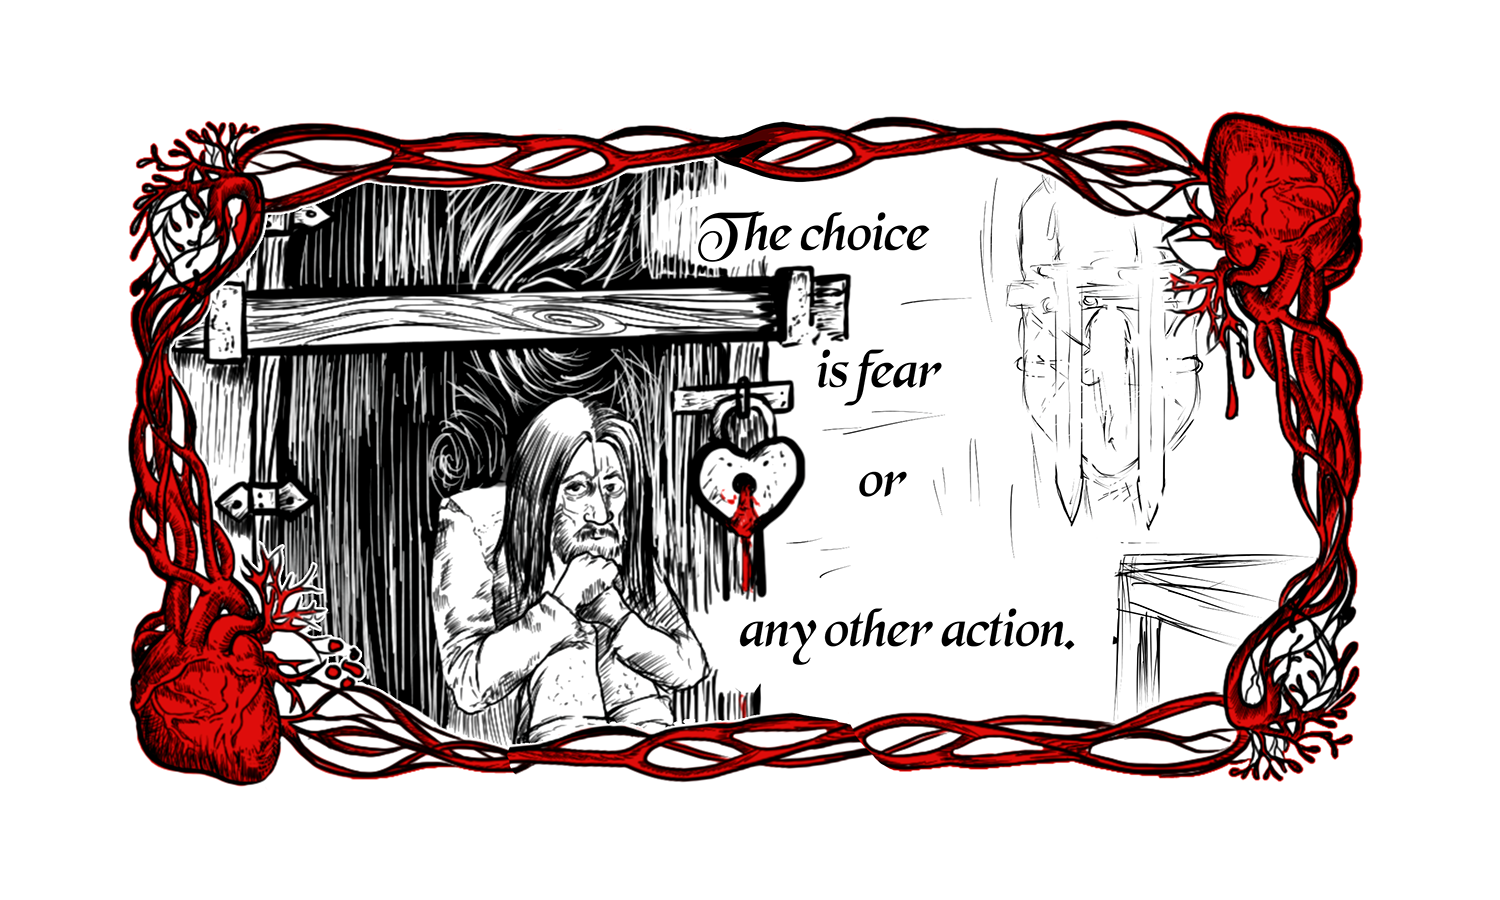 The choice
is fear
or
any other action.